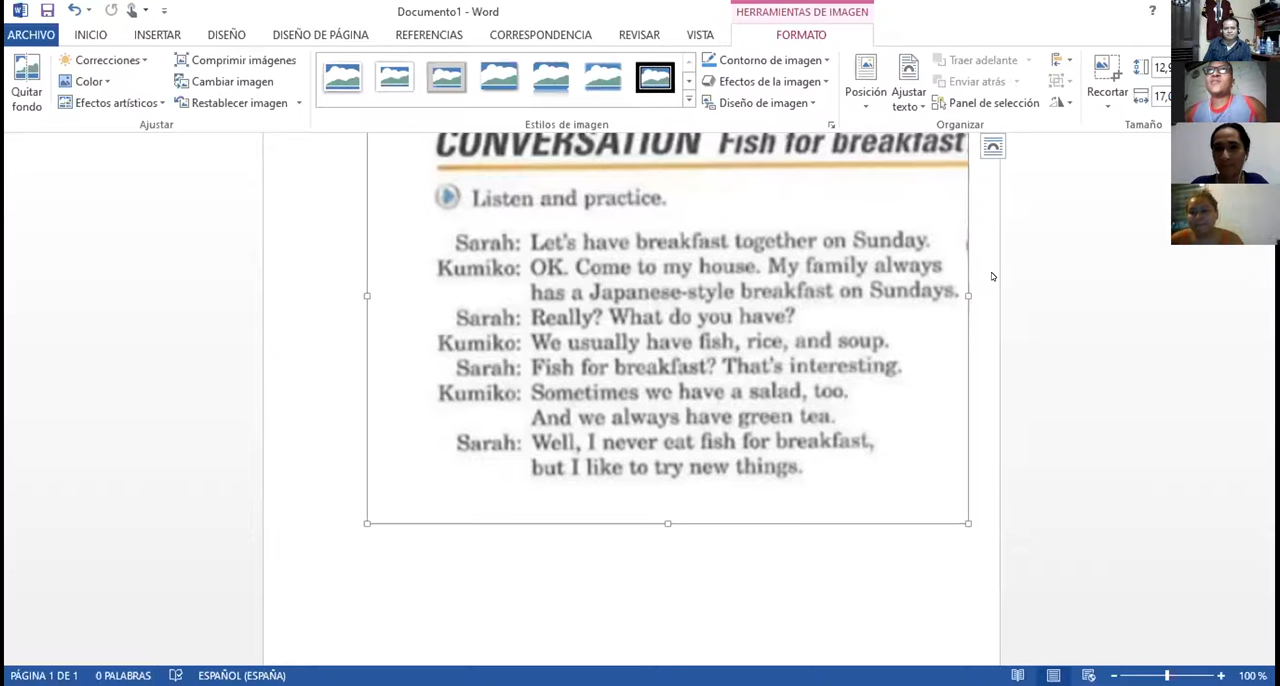 Documento1 - Word
HERRAMIENTAS DE IMAGEN
?
ARCHIVO INICIO INSERTAR DISEÑO DISEÑO DE PÁGINA REFERENCIAS CORRESPONDENCIA REVISAR VISTA FORMATO
Quitar fondo
Correcciones
Color
Efectos artísticos
Comprimir imágenes
Cambiar imagen
Restablecer imagen
Ajustar
Estilos de imagen
Contorno de imagen
Efectos de la imagen
Diseño de imagen
Posición
Ajustar texto
Traer adelante
Enviar atrás
Panel de selección
Organizar
Recortar
12,9
17,0
Tamaño
CONVERSATION Fish for breakfast
Listen and practice.
Sarah: Let's have breakfast together on Sunday.
Kumiko: OK. Come to my house. My family always
has a Japanese-style breakfast on Sundays.
Sarah: Really? What do you have?
Kumiko: We usually have fish, rice, and soup.
Sarah: Fish for breakfast? That's interesting.
Kumiko: Sometimes we have a salad, too.
And we always have green tea.
Sarah: Well, I never eat fish for breakfast,
but I like to try new things.
PÁGINA 1 DE 1 0 PALABRAS ESPAÑOL (ESPAÑA) 100 %